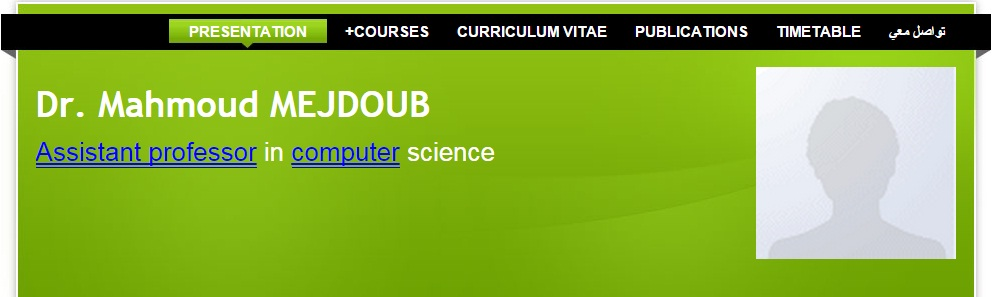 PRESENTATION +COURSES CURRICULUM VITAE PUBLICATIONS TIMETABLE تواصل معي
Dr. Mahmoud MEJDOUB
Assistant professor in computer science